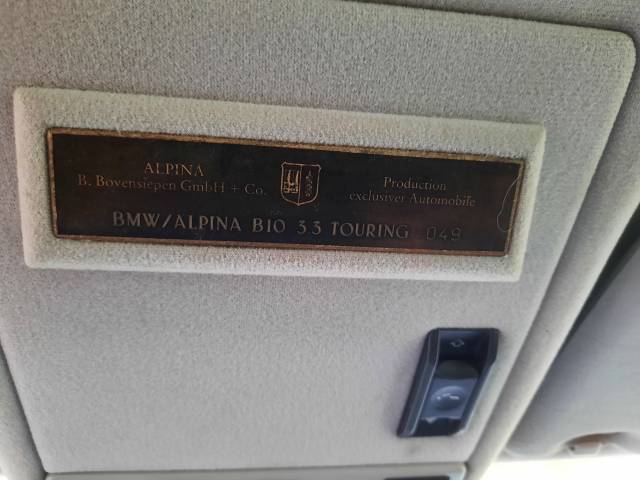 ALPINA
B. Bovensiepen GmbH + Co.
Production
exclusiver Automobile
BMW/ALPINA B10 3.3 TOURING 049